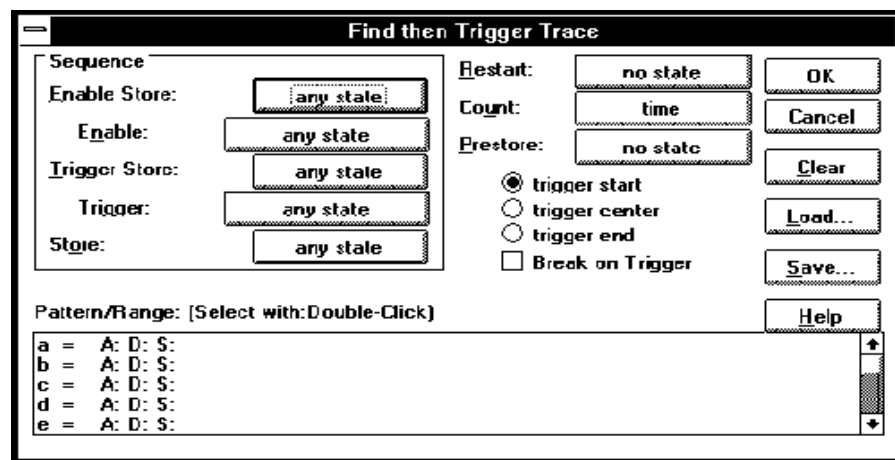 Find then Trigger Trace
Sequence
Enable Store: any state
Enable: any state
Trigger Store: any state
Trigger: any state
Store: any state
Restart: no state
Count: time
Prestore: no state
trigger start
trigger center
trigger end
Break on Trigger
OK
Cancel
Clear
Load...
Save...
Help
Pattern/Range: (Select with:Double-Click)
a = A: D: S:
b = A: D: S:
c = A: D: S:
d = A: D: S:
e = A: D: S: